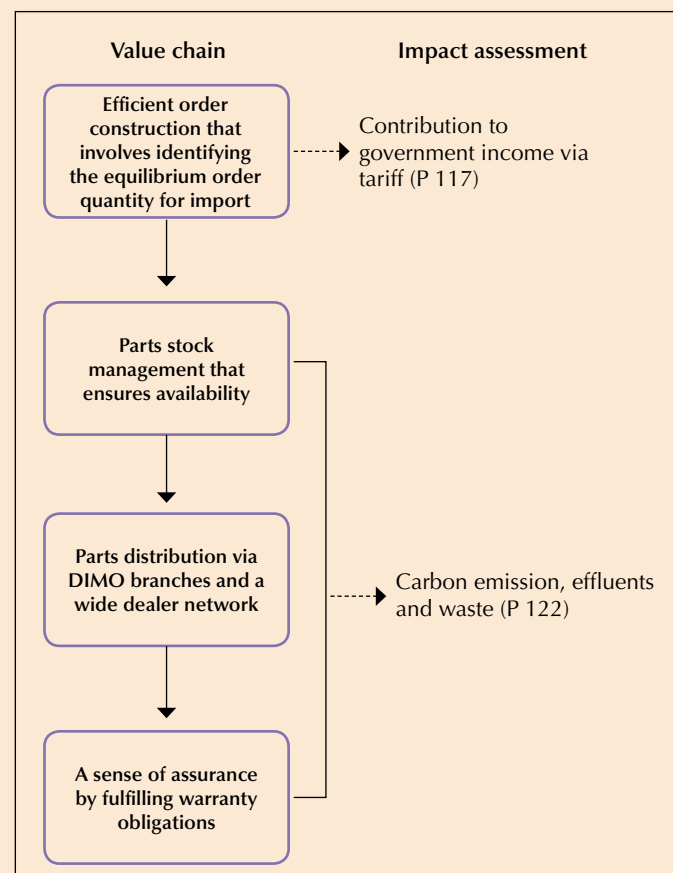 Value chain
Impact assessment
Efficient order
construction that
involves identifying
the equilibrium order
quantity for import
Contribution to
government income via
tariff (P 117)
Parts stock
management that
ensures availability
Parts distribution via
DIMO branches and a
wide dealer network
Carbon emission, effluents
and waste (P 122)
A sense of assurance
by fulfilling warranty
obligations